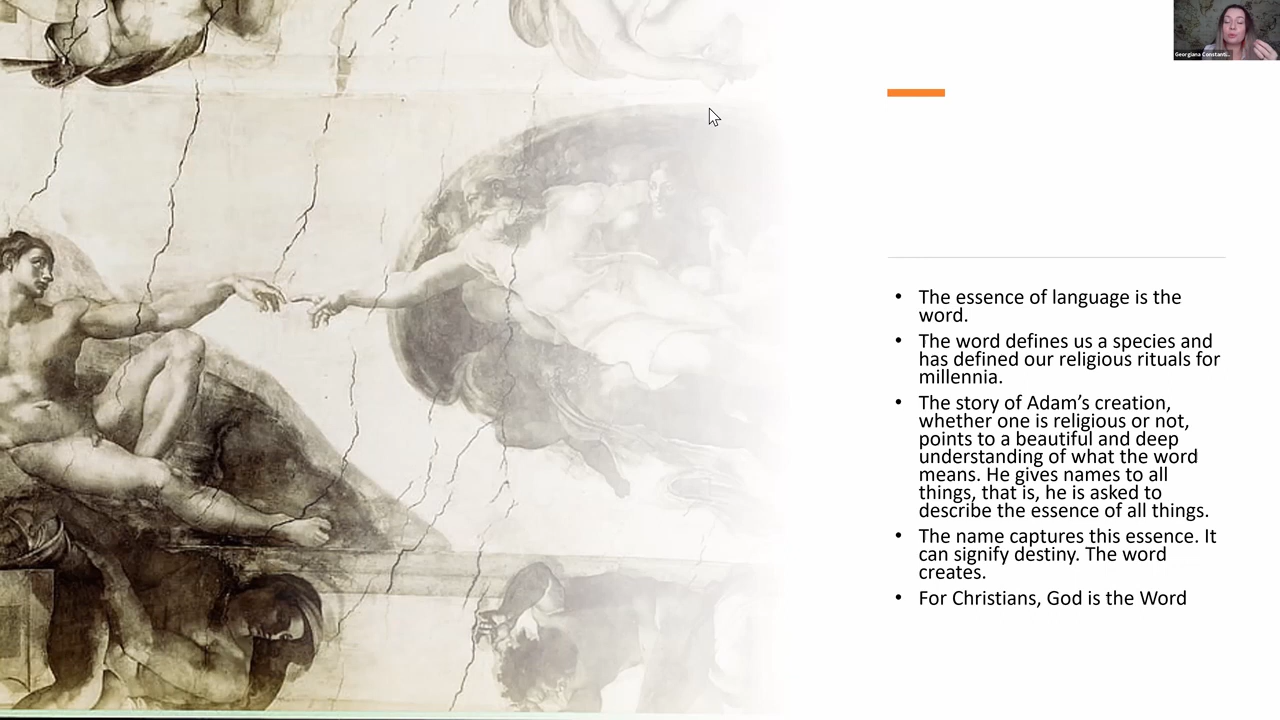 Georgiana Constanti...
• The essence of language is the
word.
• The word defines us a species and
has defined our religious rituals for
millennia.
• The story of Adam’s creation,
whether one is religious or not,
points to a beautiful and deep
understanding of what the word
means. He gives names to all
things, that is, he is asked to
describe the essence of all things.
• The name captures this essence. It
can signify destiny. The word
creates.
• For Christians, God is the Word